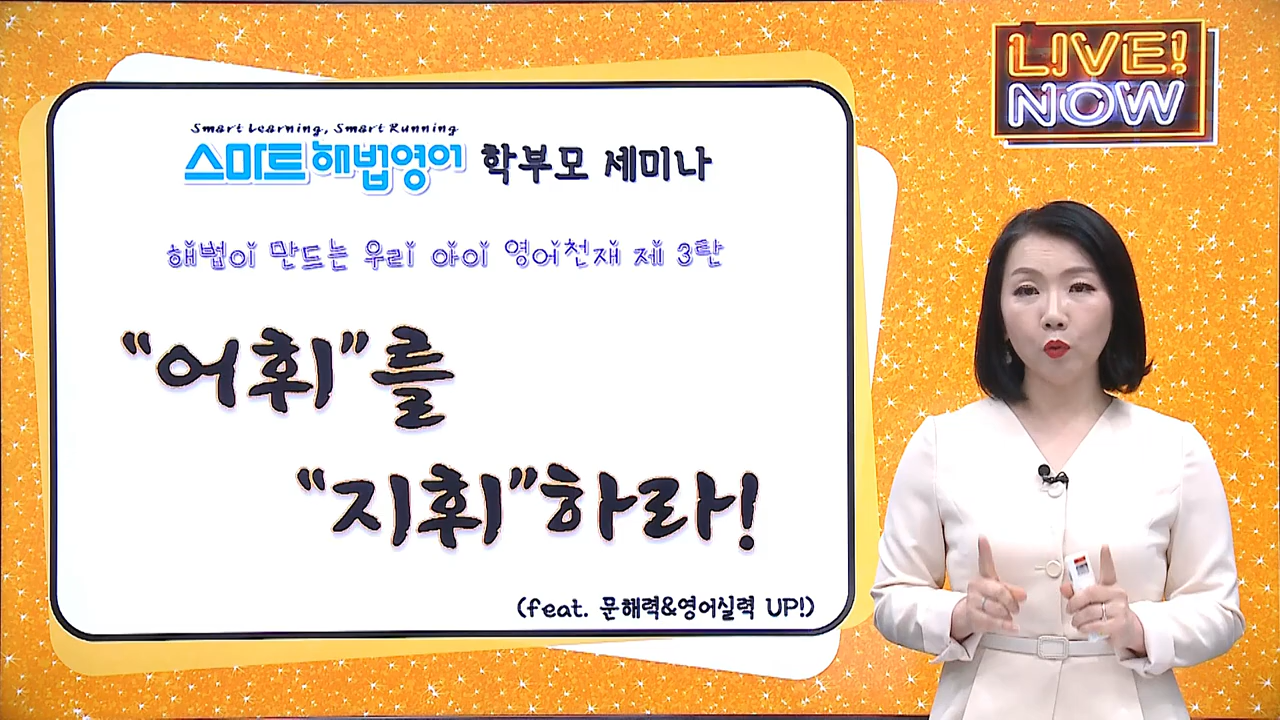 Smart Learning, Smart Running
스마트해법영어 학부모 세미나
해법이 만드는 우리 아이 영어천재 제 3탄
“어휘”를
“지휘”하라!
(feat. 문해력&영어실력 UP!)
LIVE!
NOW